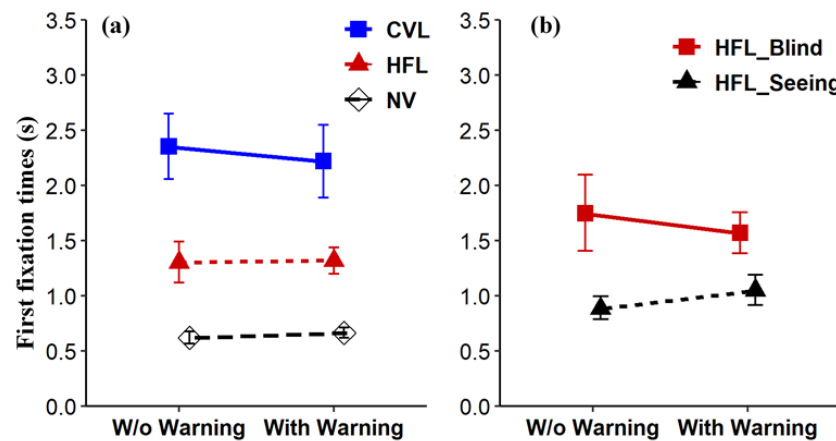 First fixation times (s)
(a)
CVL
HFL
NV
3.5
3.0
2.5
2.0
1.5
1.0
0.5
0.0
W/o Warning With Warning
(b)
HFL_Blind
HFL_Seeing
3.5
3.0
2.5
2.0
1.5
1.0
0.5
0.0
W/o Warning With Warning